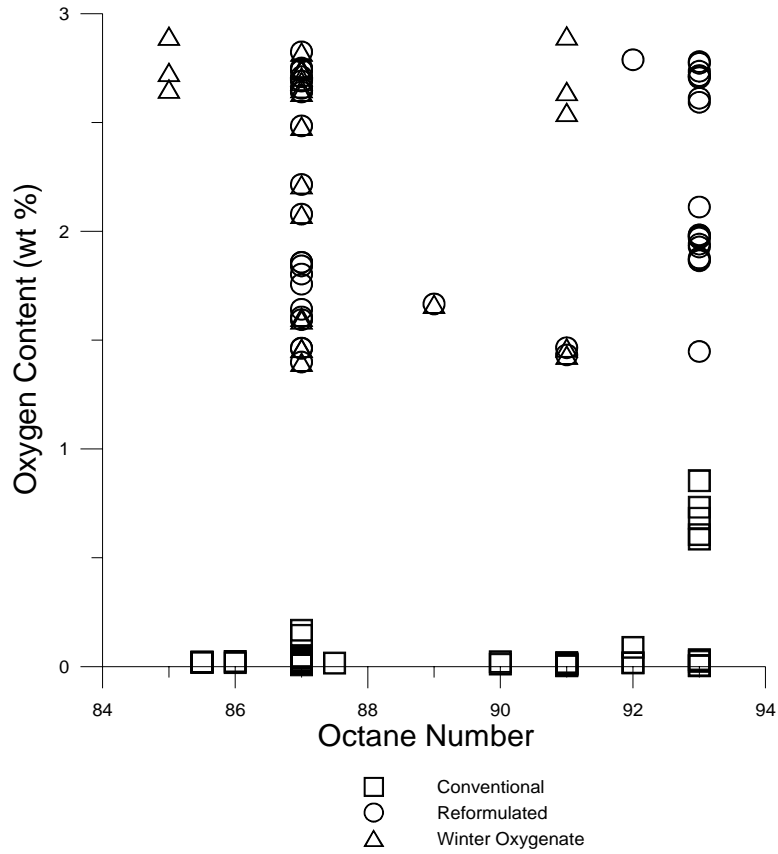 3
2
1
0
Oxygen Content (wt %)
84 86 88 90 92 94
Octane Number
Conventional
Reformulated
Winter Oxygenate